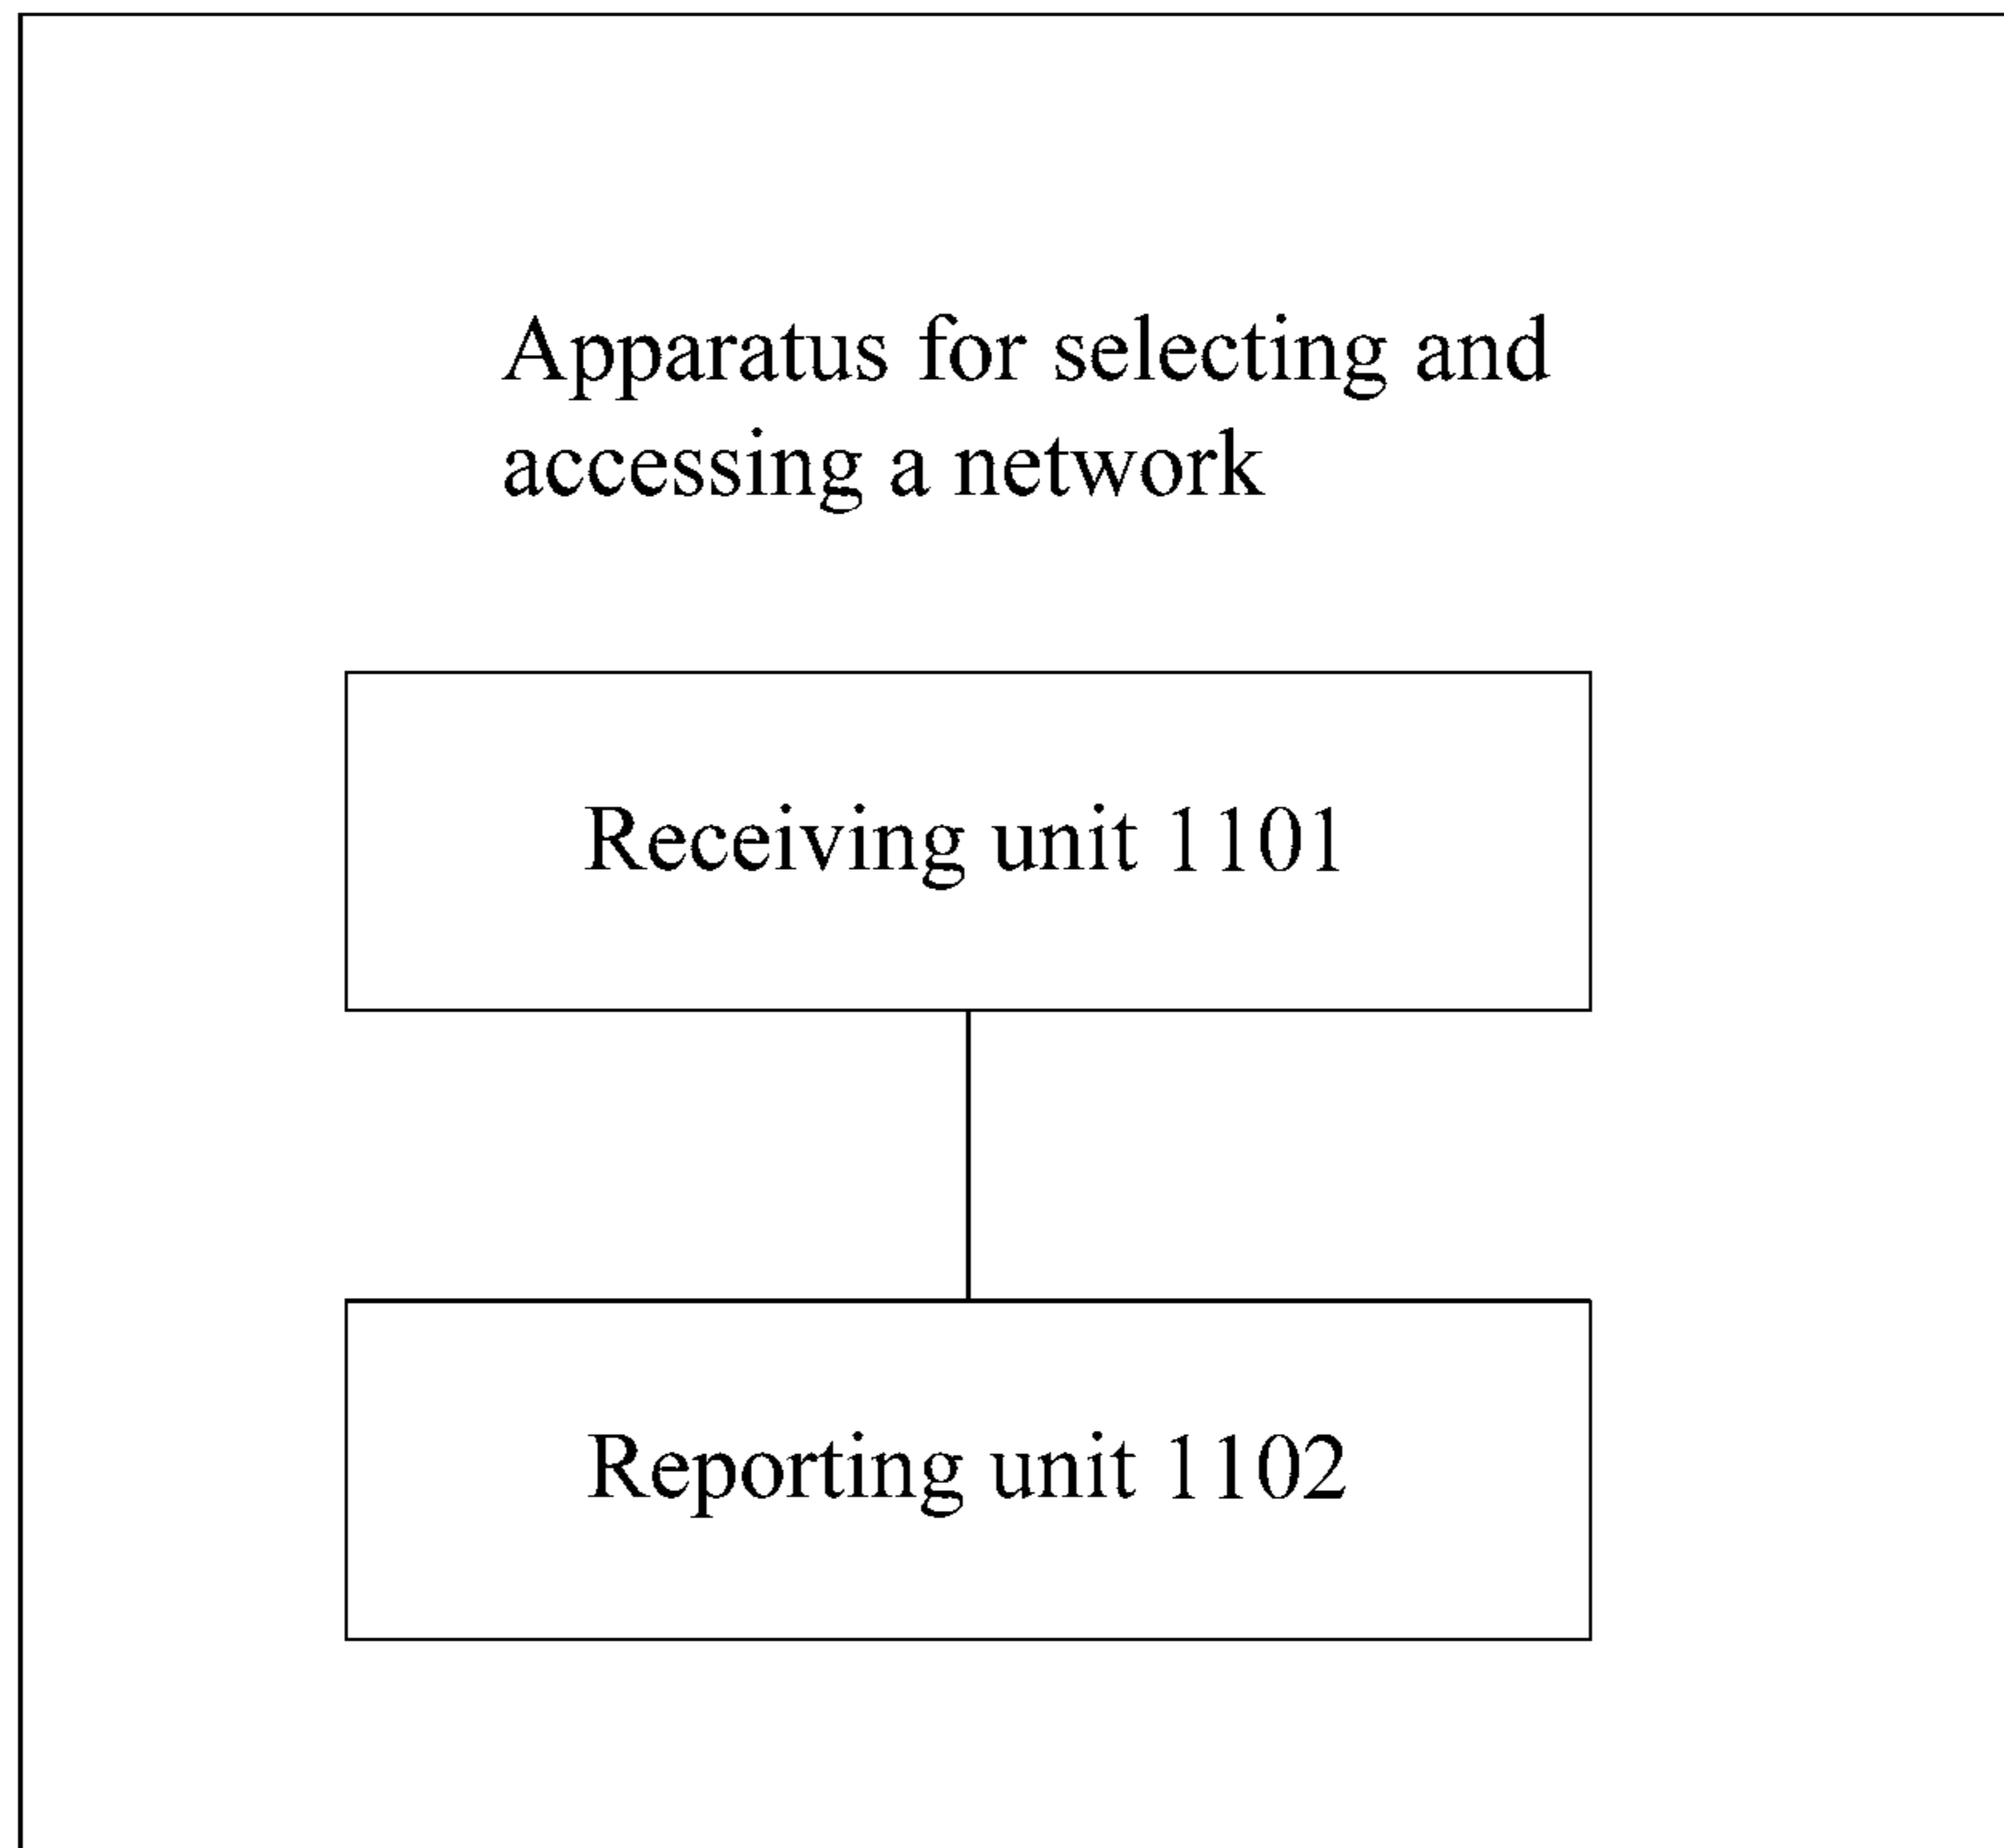 Apparatus for selecting and
accessing a network
Receiving unit 1101
Reporting unit 1102